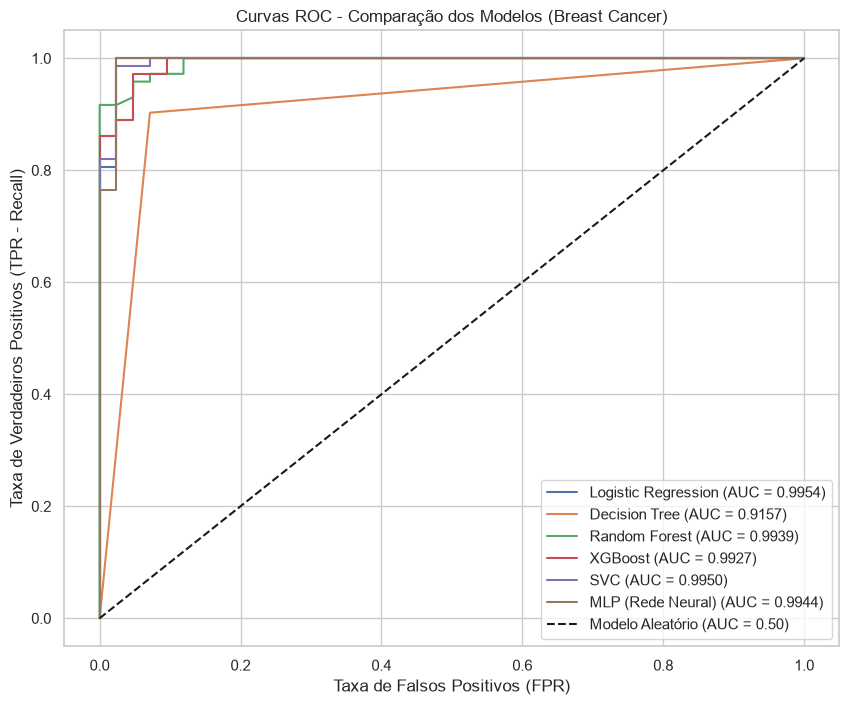 Curvas ROC - Comparação dos Modelos (Breast Cancer)
Taxa de Verdadeiros Positivos (TPR - Recall)
1.0
0.8
0.6
0.4
0.2
0.0
0.0 0.2 0.4 0.6 0.8 1.0
Taxa de Falsos Positivos (FPR)
Logistic Regression (AUC = 0.9954)
Decision Tree (AUC = 0.9157)
Random Forest (AUC = 0.9939)
XGBoost (AUC = 0.9927)
SVC (AUC = 0.9950)
MLP (Rede Neural) (AUC = 0.9944)
Modelo Aleatório (AUC = 0.50)